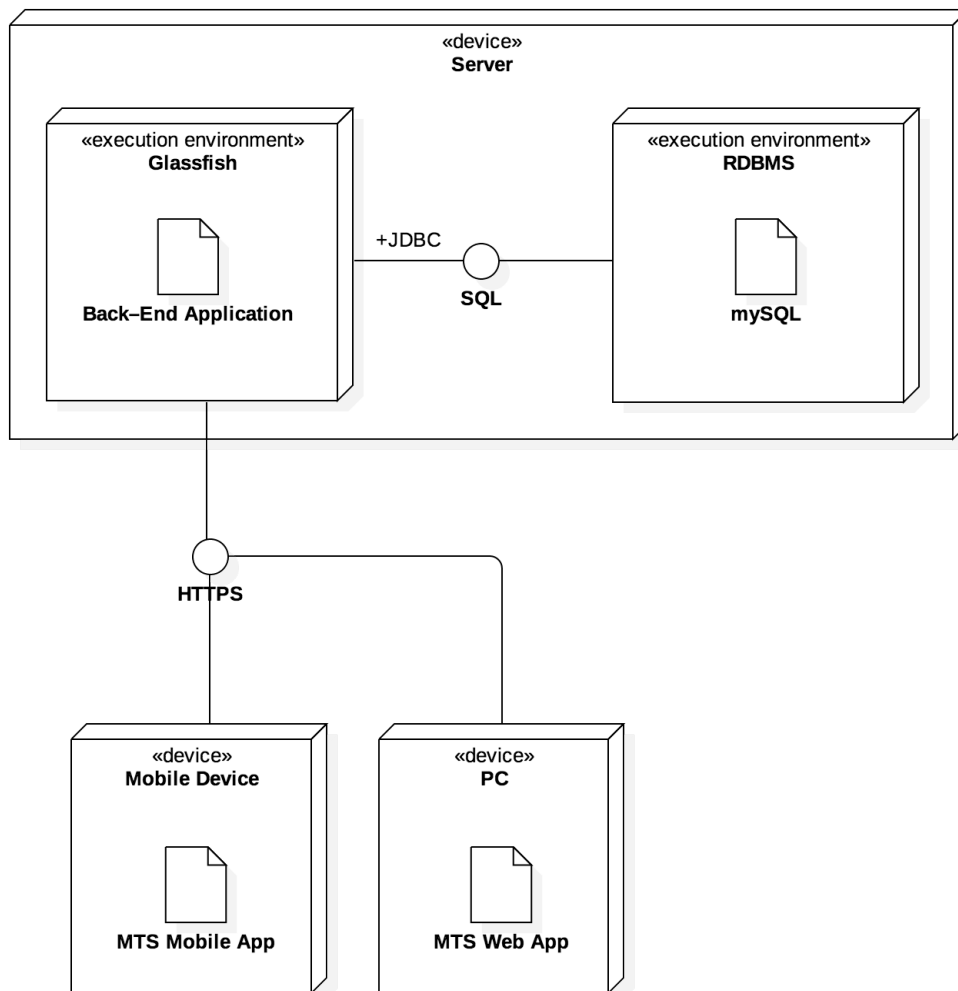 «device»
Server
«execution environment»
Glassfish
«execution environment»
RDBMS
+JDBC
SQL
Back–End Application
mySQL
HTTPS
«device»
Mobile Device
«device»
PC
MTS Mobile App
MTS Web App